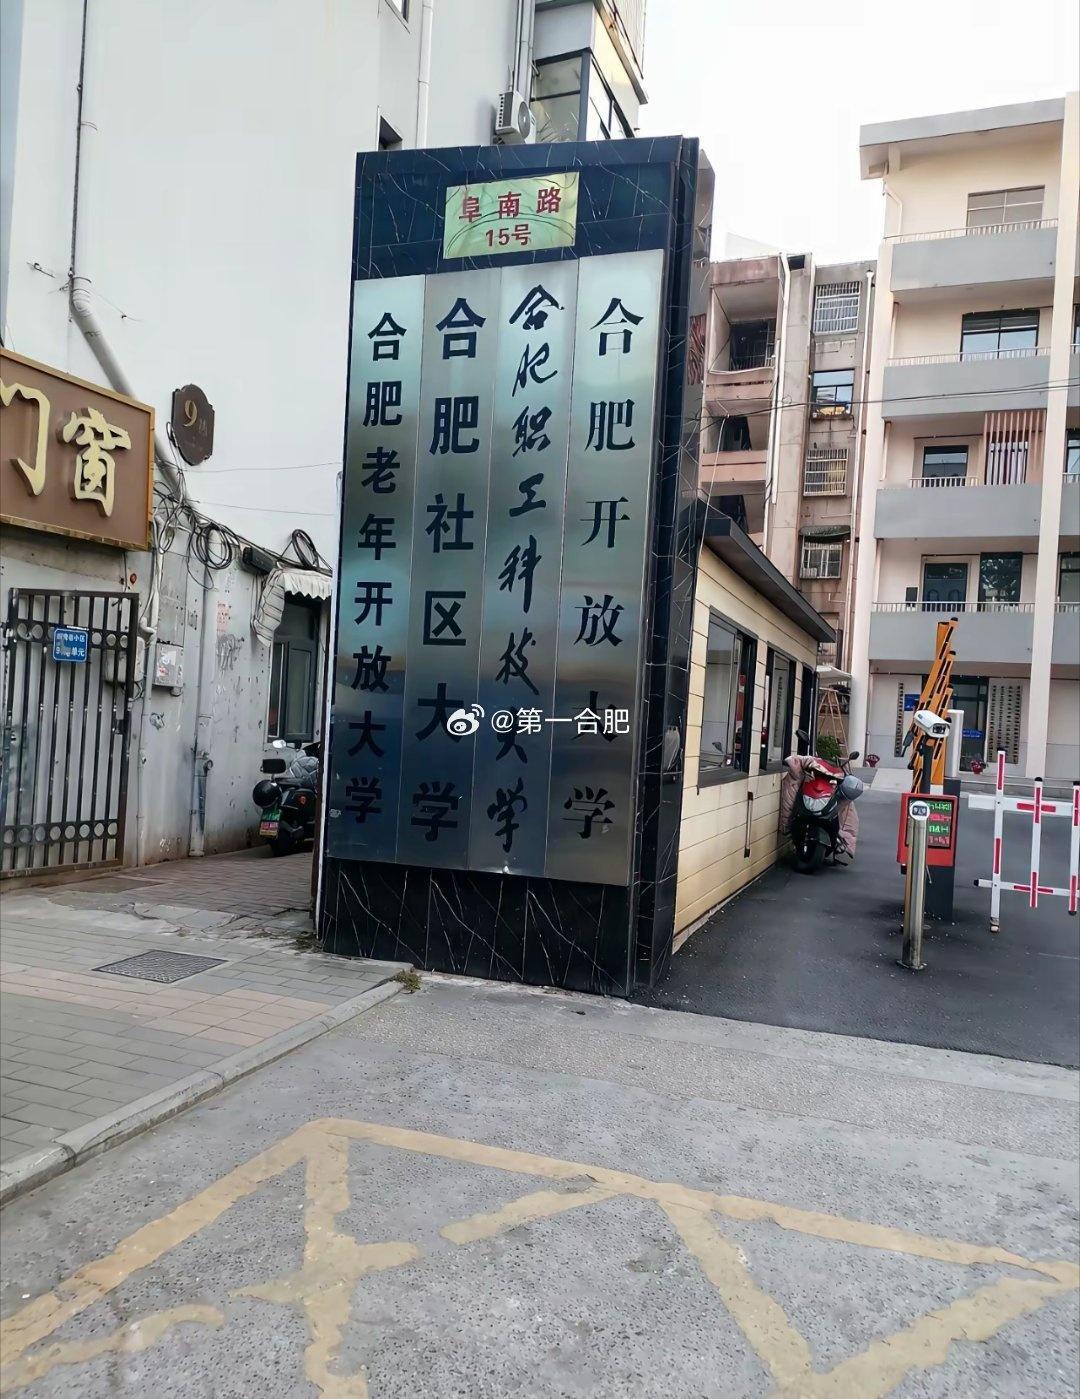 阜南路
15号
合肥老年开放大学
合肥社区大学
合肥职工科技大学
合肥开放大学
门窗
9
@第一合肥